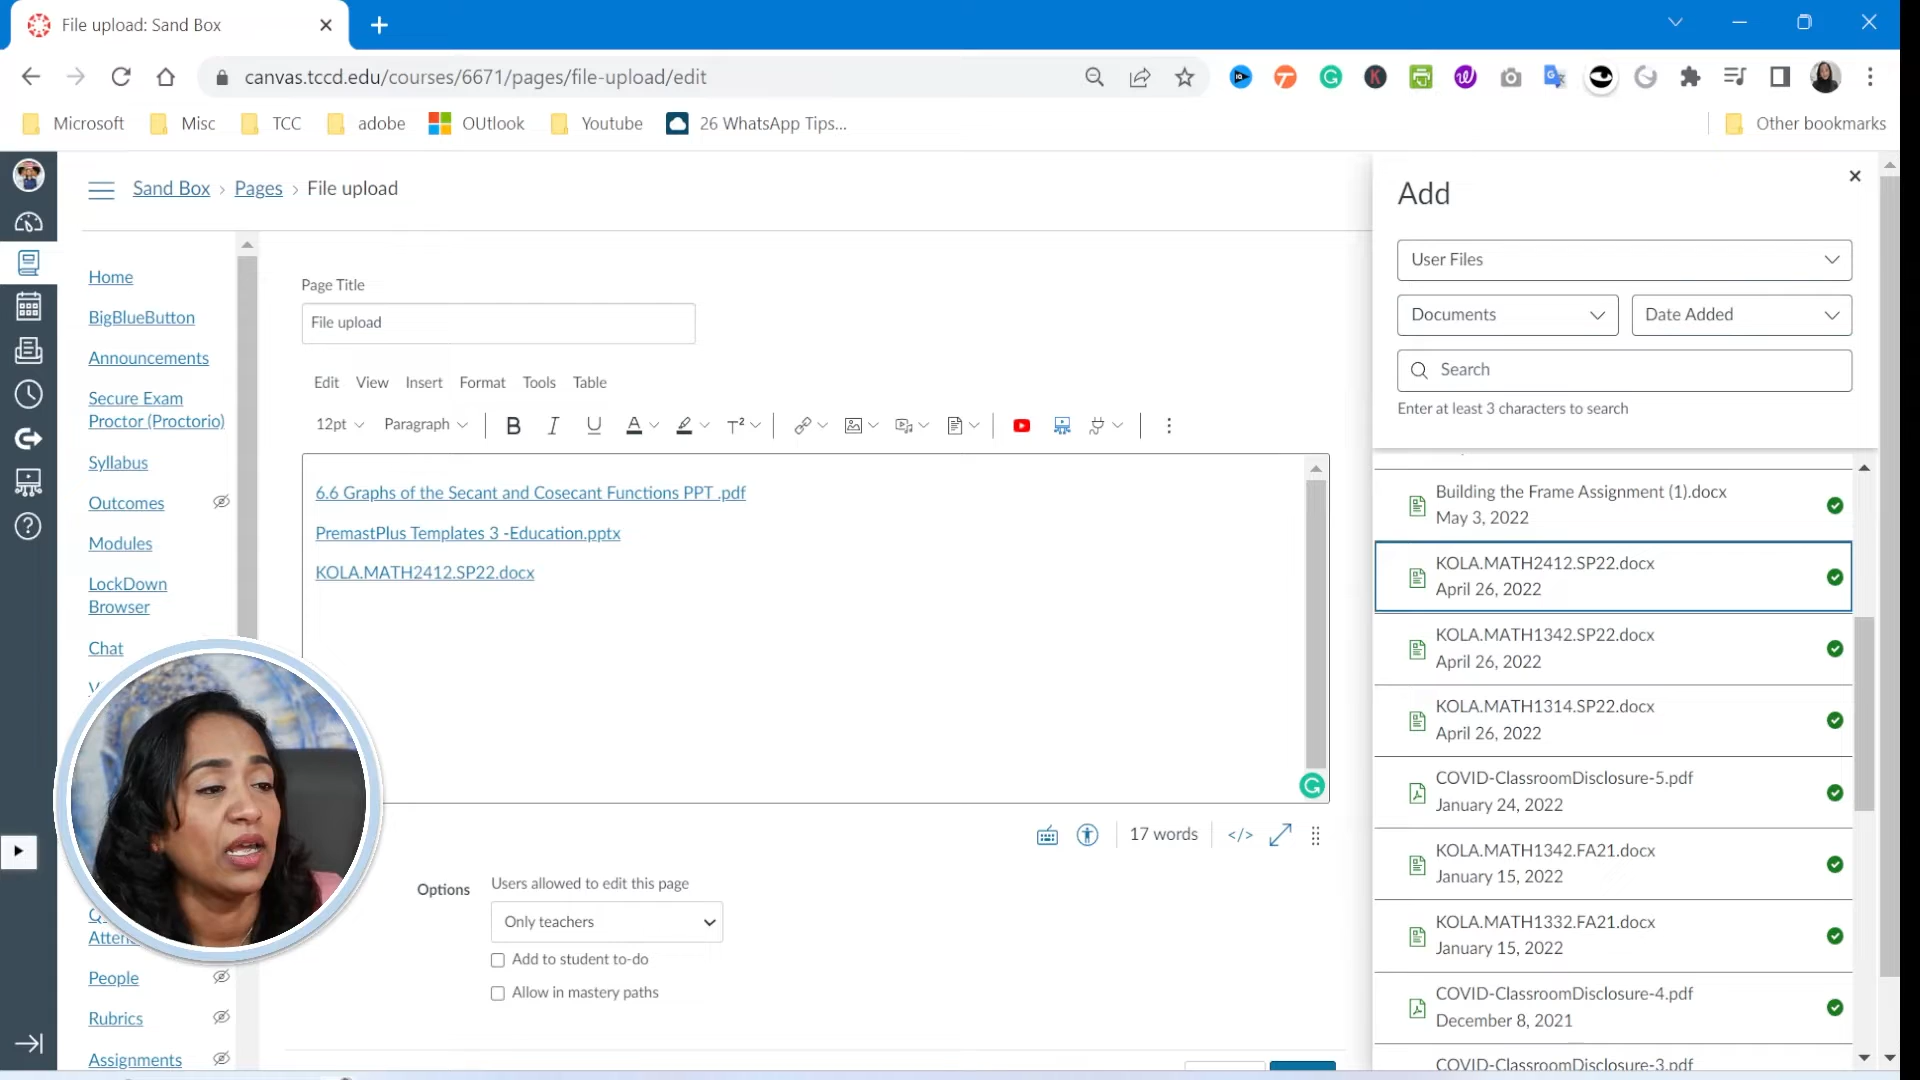 File upload: Sand Box
canvas.tccd.edu/courses/6671/pages/file-upload/edit
Microsoft
Misc
TCC
adobe
OUtlook
Youtube
26 WhatsApp Tips...
Other bookmarks
Sand Box > Pages > File upload
Home
BigBlueButton
Announcements
Secure Exam
Proctor (Proctorio)
Syllabus
Outcomes
Modules
LockDown
Browser
Chat
People
Rubrics
Assignments
Page Title
File upload
Edit View Insert Format Tools Table
12pt Paragraph
6.6 Graphs of the Secant and Cosecant Functions PPT .pdf
PremastPlus Templates 3 -Education.pptx
KOLA.MATH2412.SP22.docx
17 words
</>
Options
Users allowed to edit this page
Only teachers
Add to student to-do
Allow in mastery paths
Add
User Files
Documents
Date Added
Search
Enter at least 3 characters to search
Building the Frame Assignment (1).docx
May 3, 2022
KOLA.MATH2412.SP22.docx
April 26, 2022
KOLA.MATH1342.SP22.docx
April 26, 2022
KOLA.MATH1314.SP22.docx
April 26, 2022
COVID-ClassroomDisclosure-5.pdf
January 24, 2022
KOLA.MATH1342.FA21.docx
January 15, 2022
KOLA.MATH1332.FA21.docx
January 15, 2022
COVID-ClassroomDisclosure-4.pdf
December 8, 2021
COVID-ClassroomDisclosure-3.pdf